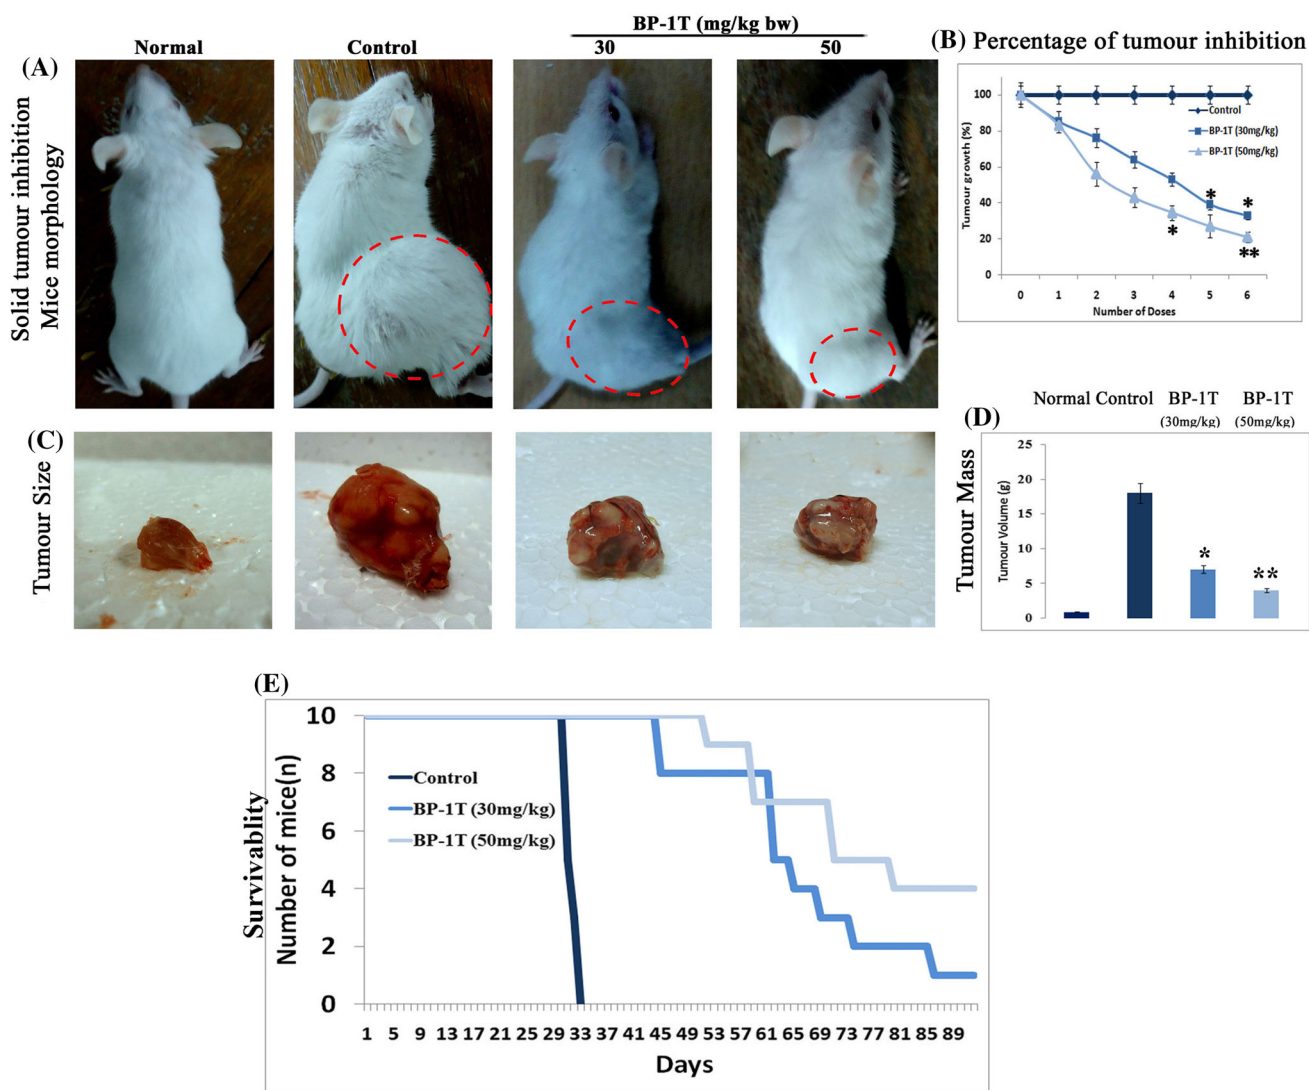 BP-1T (mg/kg bw)
Normal
Control
30
50
(A)
Solid tumour inhibition
Mice morphology
(B) Percentage of tumour inhibition
Tumour growth (%)
100
80
60
40
20
0
Control
BP-1T (30mg/kg)
BP-1T (50mg/kg)
*
*
*
**
0 1 2 3 4 5 6
Number of Doses
(C)
Tumour Size
(D)
Normal Control BP-1T BP-1T
(30mg/kg) (50mg/kg)
Tumour Mass
Tumour Volume (g)
25
20
15
10
5
0
*
**
(E)
Survivablity
Number of mice(n)
10
8
6
4
2
0
Control
BP-1T (30mg/kg)
BP-1T (50mg/kg)
1 5 9 13 17 21 25 29 33 37 41 45 49 53 57 61 65 69 73 77 81 85 89
Days